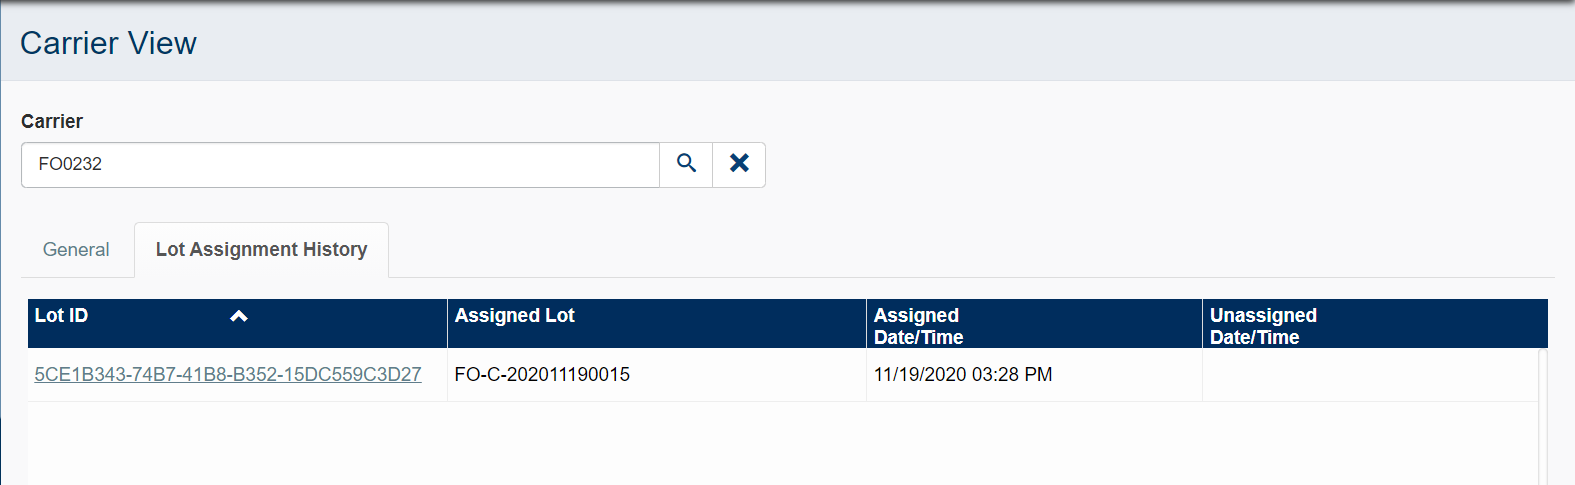 Carrier View
Carrier
FO0232
General
Lot Assignment History
Lot ID
Assigned Lot
Assigned
Date/Time
Unassigned
Date/Time
5CE1B343-74B7-41B8-B352-15DC559C3D27
FO-C-202011190015
11/19/2020 03:28 PM